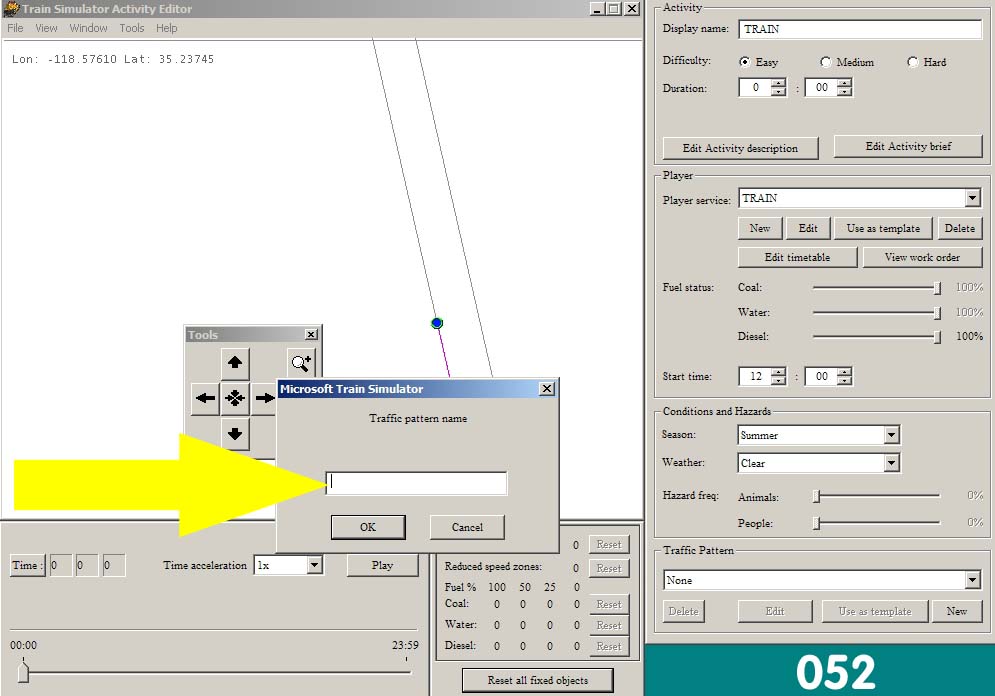 Train Simulator Activity Editor
File View Window Tools Help
Lon: -118.57610 Lat: 35.23745
Tools
Microsoft Train Simulator
Traffic pattern name
OK Cancel
Time : 0 0 0 Time acceleration 1x Play
00:00 23:59
0 Reset
Reduced speed zones: 0 Reset
Fuel % 100 50 25 0
Coal: 0 0 0 0 Reset
Water: 0 0 0 0 Reset
Diesel: 0 0 0 0 Reset
Reset all fixed objects
Activity
Display name: TRAIN
Difficulty: Easy Medium Hard
Duration: 0 : 00
Edit Activity description Edit Activity brief
Player
Player service: TRAIN
New Edit Use as template Delete
Edit timetable View work order
Fuel status: Coal: 100%
Water: 100%
Diesel: 100%
Start time: 12 : 00
Conditions and Hazards
Season: Summer
Weather: Clear
Hazard freq: Animals: 0%
People: 0%
Traffic Pattern
None
Delete Edit Use as template New
052